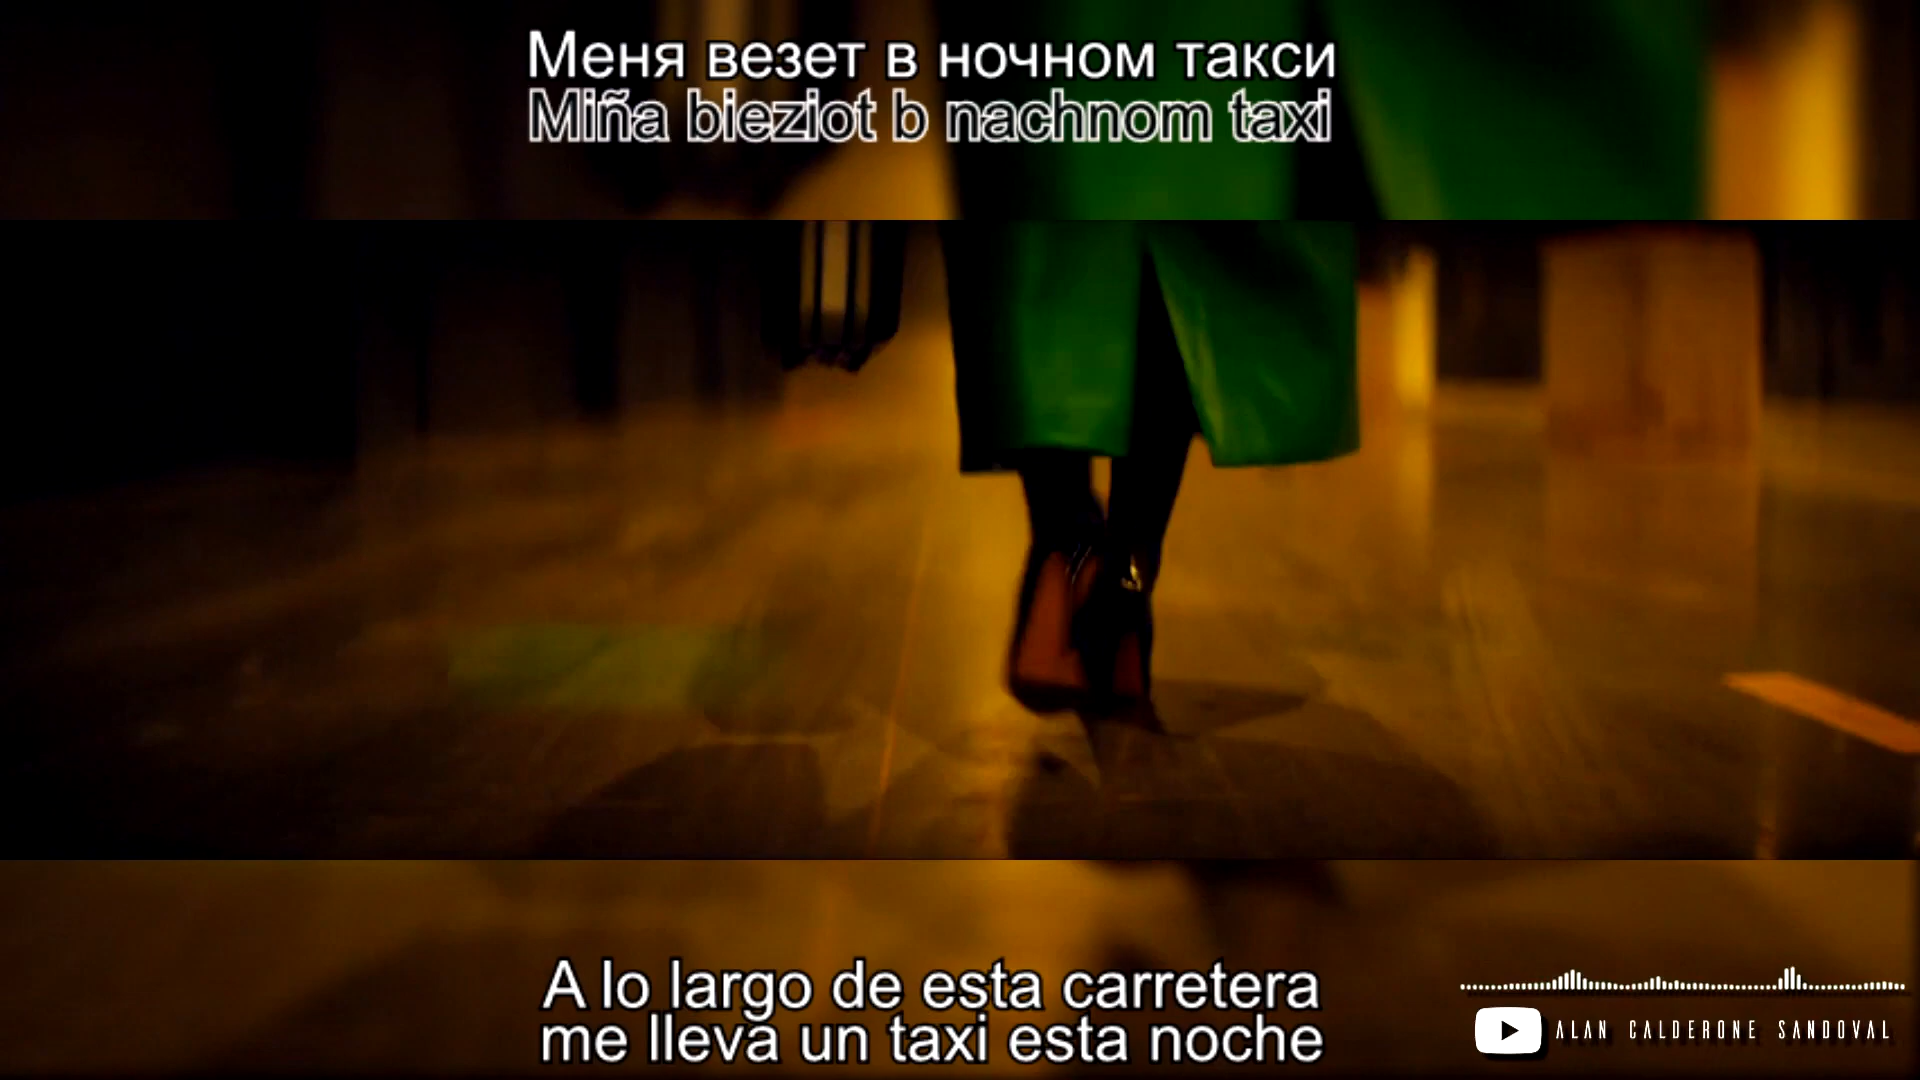 Меня везет в ночном такси
Miña bieziot b nachnom taxi
A lo largo de esta carretera
me lleva un taxi esta noche
ALAN CALDERONE SANDOVAL